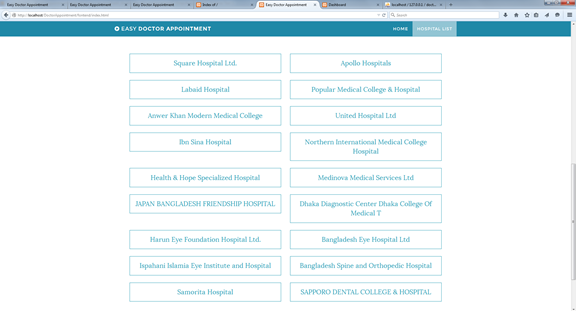 Easy Doctor Appointment
Easy Doctor Appointment
Easy Doctor Appointment
Index of /
Easy Doctor Appointment
Dashboard
Search
EASY DOCTOR APPOINTMENT
HOME
HOSPITAL LIST
Square Hospital Ltd.
Apollo Hospitals
Labaid Hospital
Popular Medical College & Hospital
Anwer Khan Modern Medical College
United Hospital Ltd
Ibn Sina Hospital
Northern International Medical College
Hospital
Health & Hope Specialized Hospital
Medinova Medical Services Ltd
JAPAN BANGLADESH FRIENDSHIP HOSPITAL
Dhaka Diagnostic Center Dhaka College Of
Medical T
Harun Eye Foundation Hospital Ltd.
Bangladesh Eye Hospital Ltd
Ispahani Islamia Eye Institute and Hospital
Bangladesh Spine and Orthopedic Hospital
Samorita Hospital
SAPPORO DENTAL COLLEGE & HOSPITAL